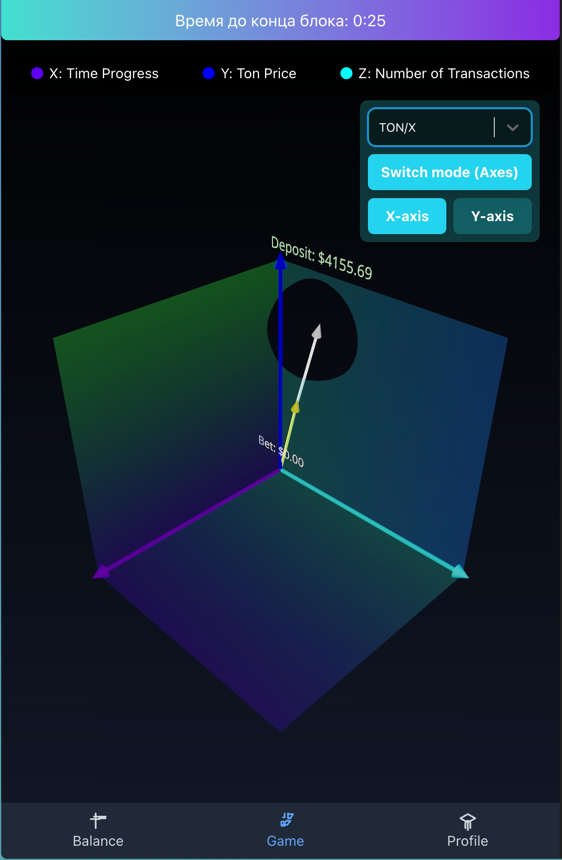 Время до конца блока: 0:25
X: Time Progress
Y: Ton Price
Z: Number of Transactions
TON/X
Switch mode (Axes)
X-axis
Y-axis
Deposit: $4155.69
Bet: $0.00
Balance
Game
Profile